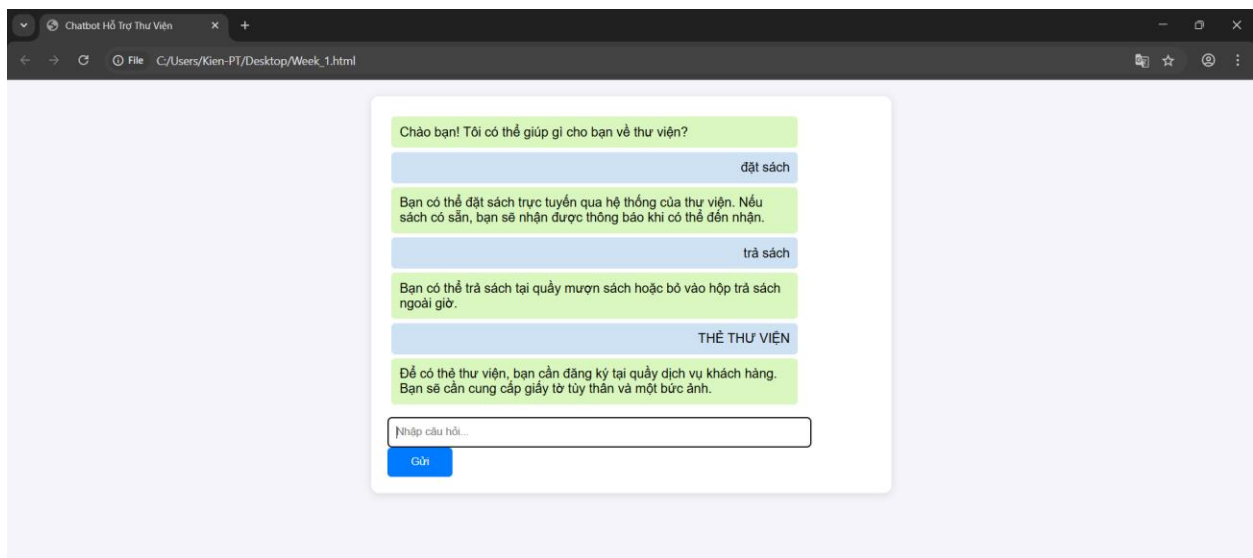 Chatbot Hỗ Trợ Thư Viện
File C:/Users/Kien-PT/Desktop/Week_1.html
Chào bạn! Tôi có thể giúp gì cho bạn về thư viện?
đặt sách
Bạn có thể đặt sách trực tuyến qua hệ thống của thư viện. Nếu
sách có sẵn, bạn sẽ nhận được thông báo khi có thể đến nhận.
trả sách
Bạn có thể trả sách tại quầy mượn sách hoặc bỏ vào hộp trả sách
ngoài giờ.
THẺ THƯ VIỆN
Để có thẻ thư viện, bạn cần đăng ký tại quầy dịch vụ khách hàng.
Bạn sẽ cần cung cấp giấy tờ tùy thân và một bức ảnh.
Nhập câu hỏi...
Gửi